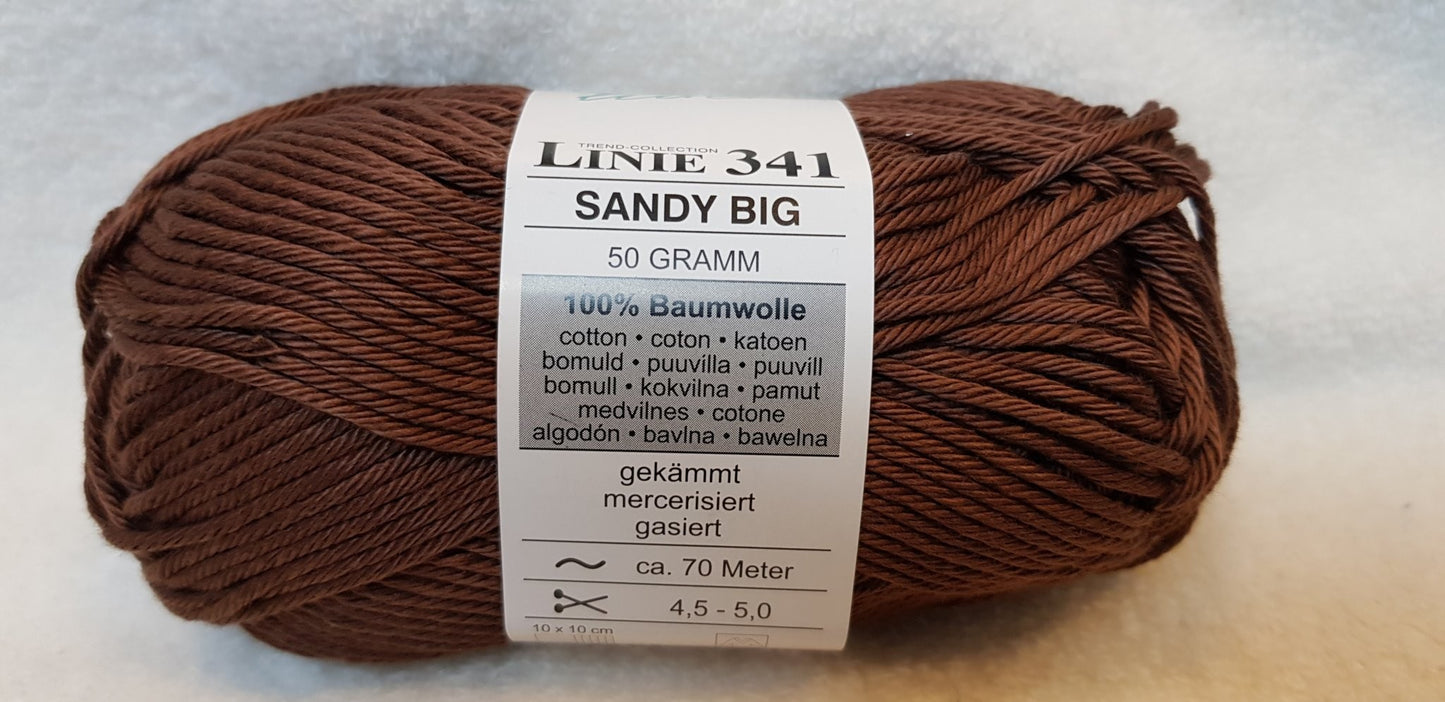 TREND-COLLECTION
LINIE 341
SANDY BIG
50 GRAMM
100% Baumwolle
cotton • coton • katoen
bomuld • puuvilla • puuvill
bomull • kokvilna • pamut
medvilnes • cotone
algodón • bavlna • bawelna
gekämmt
mercerisiert
gasiert
ca. 70 Meter
4,5 - 5,0
10 x 10 cm